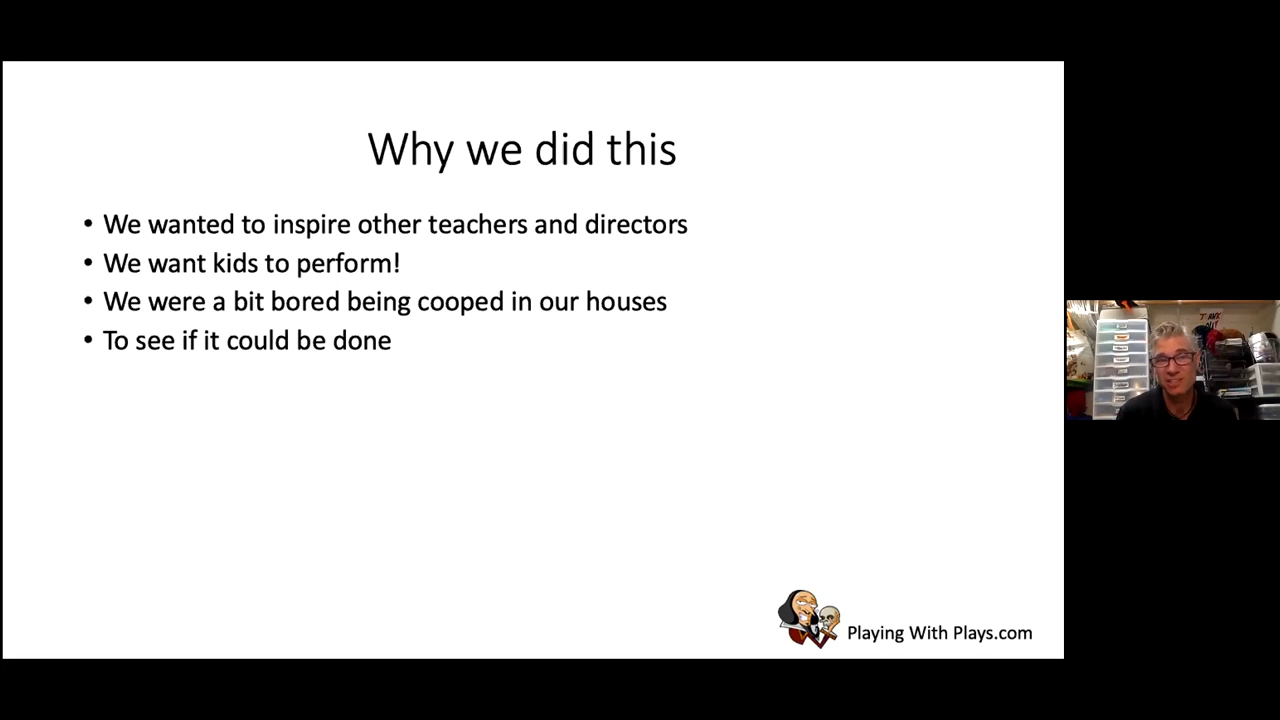 Why we did this
• We wanted to inspire other teachers and directors
• We want kids to perform!
• We were a bit bored being cooped in our houses
• To see if it could be done
Playing With Plays.com